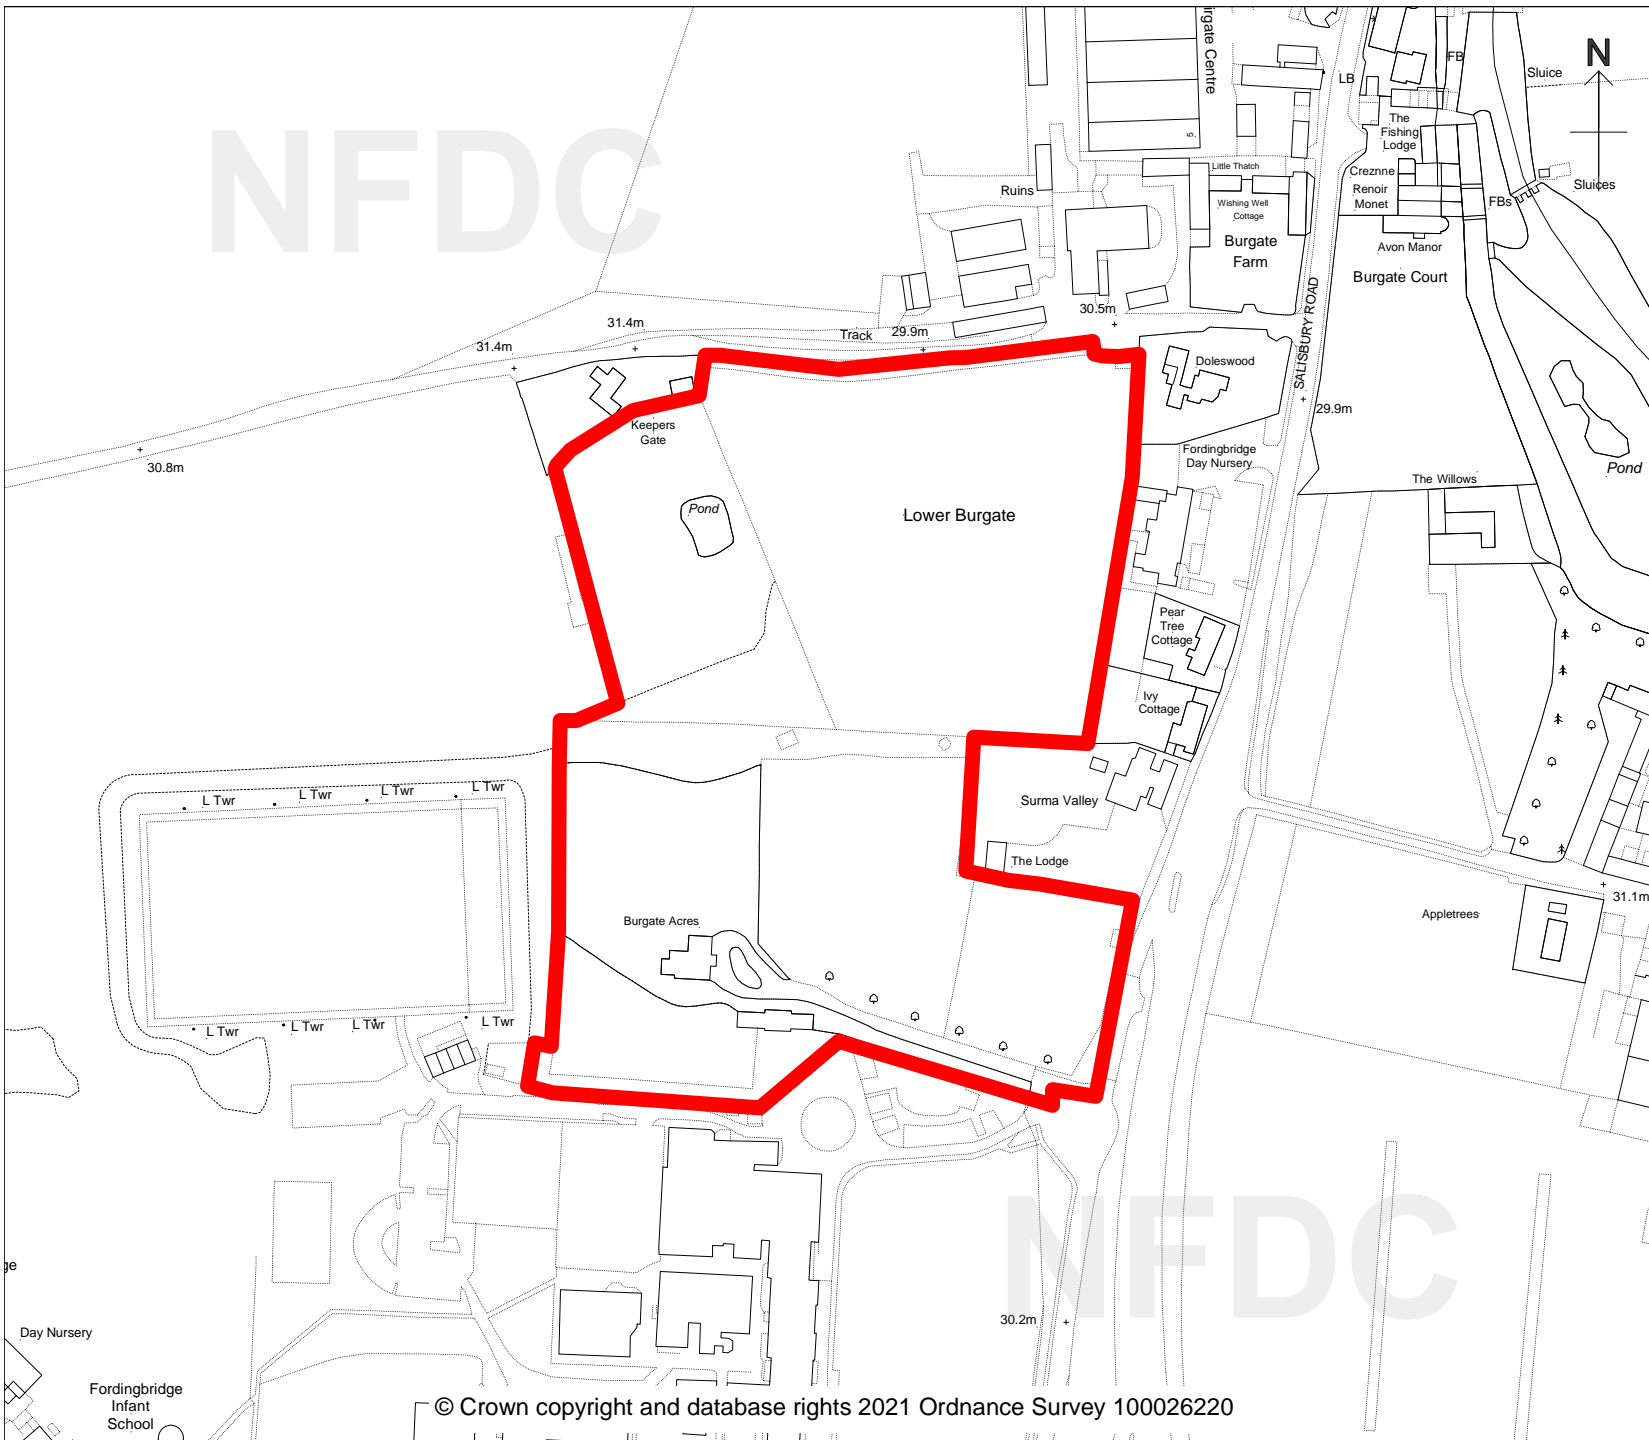 irgate Centre
FB
Sluice
N
LB
The
Fishing
Lodge
5
NFDC
Little Thatch
Creznne
Ruins
Renoir
Sluices
Wishing Well
Cottage
Monet
FBs
Burgate
Farm
Avon Manor
Burgate Court
SALISBURY ROAD
30.5m
31.4m
Track
29.9m
31.4m
Doleswood
29.9m
Keepers
Gate
30.8m
Fordingbridge
Day Nursery
Pond
The Willows
Pond
Lower Burgate
Pear
Tree
Cottage
Ivy
Cottage
L Twr
L Twr
L Twr
L Twr
Surma Valley
The Lodge
31.1m
Burgate Acres
Appletrees
L Twr
L Twr
L Twr
L Twr
NFDC
ge
30.2m
Day Nursery
Fordingbridge
Infant
School
© Crown copyright and database rights 2021 Ordnance Survey 100026220